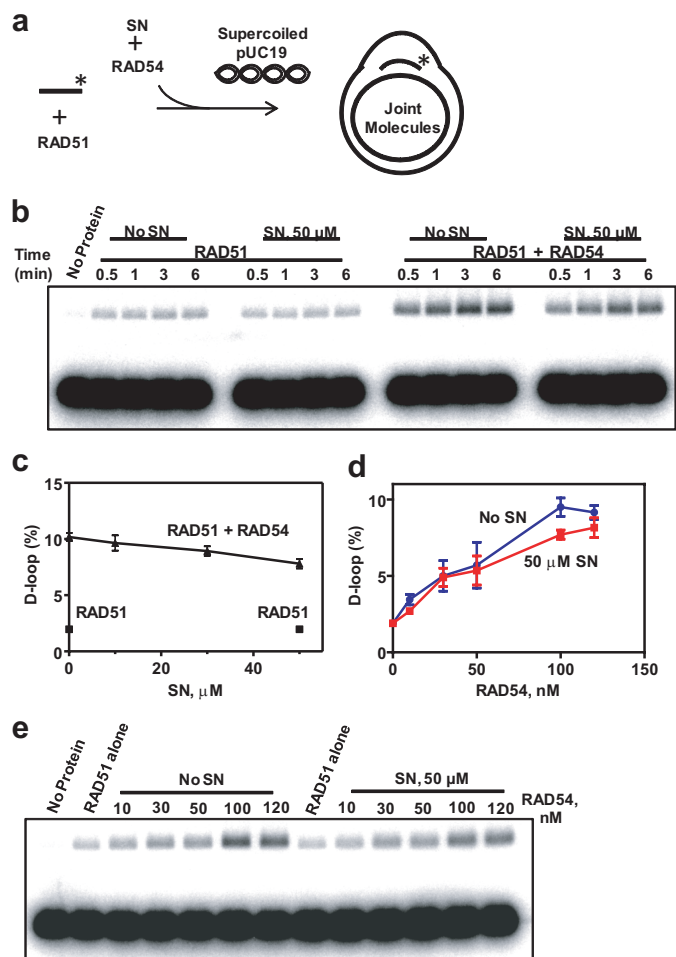 a
SN
+
RAD54
Supercoiled
pUC19
*
+
RAD51
*
Joint
Molecules
b
No Protein
No SN
SN, 50 µM
No SN
SN, 50 µM
RAD51
RAD51 + RAD54
Time
(min)
0.5 1 3 6 0.5 1 3 6 0.5 1 3 6 0.5 1 3 6
c
15
10
5
0
D-loop (%)
RAD51 + RAD54
RAD51
RAD51
0 20 40
SN, µM
d
10
5
0
D-loop (%)
No SN
50 µM SN
0 50 100 150
RAD54, nM
e
No Protein
RAD51 alone
No SN
10 30 50 100 120
RAD51 alone
SN, 50 µM
10 30 50 100 120
RAD54,
nM